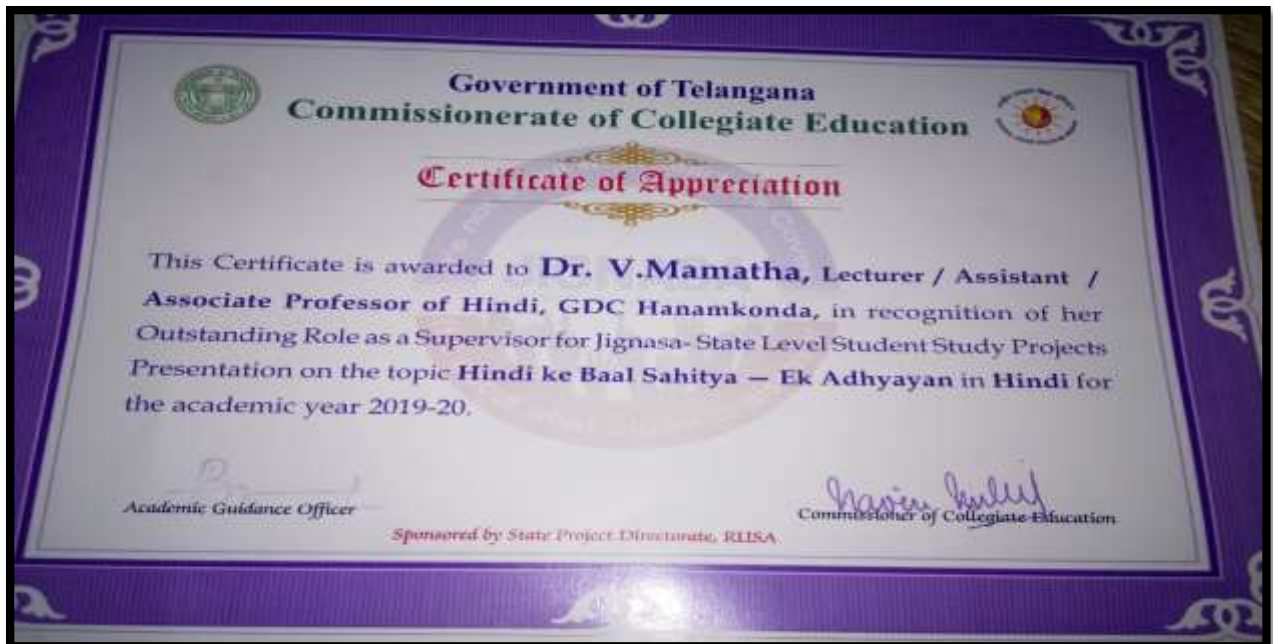 Government of Telangana
Commissionerate of Collegiate Education
Certificate of Appreciation
This Certificate is awarded to Dr. V.Mamatha, Lecturer / Assistant /
Associate Professor of Hindi, GDC Hanamkonda, in recognition of her
Outstanding Role as a Supervisor for Jignasa- State Level Student Study Projects
Presentation on the topic Hindi ke Baal Sahitya — Ek Adhyayan in Hindi for
the academic year 2019-20.
Academic Guidance Officer
Commissioner of Collegiate Education
Sponsored by State Project Directorate, RUSA